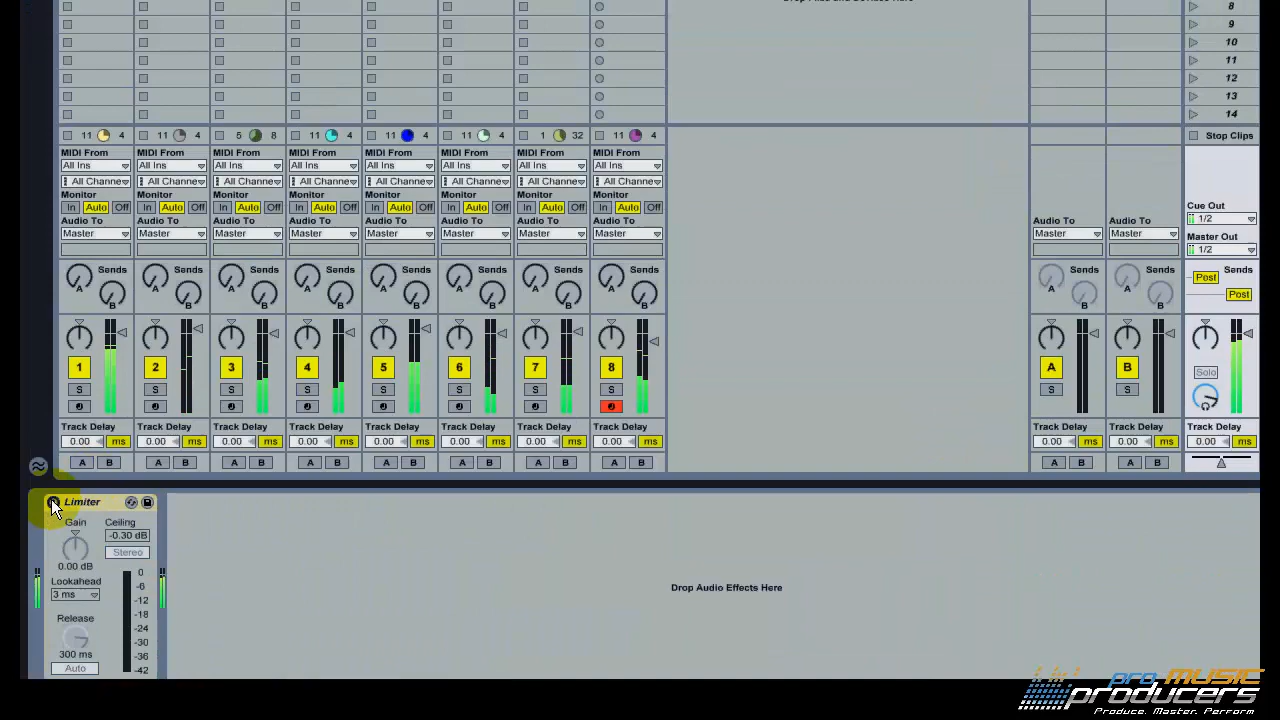 8
9
10
11
12
13
14
11 4 11 4 5 8 11 4 11 4 11 4 1 32 11 4 Stop Clips
MIDI From MIDI From MIDI From MIDI From MIDI From MIDI From MIDI From MIDI From
All Ins All Ins All Ins All Ins All Ins All Ins All Ins All Ins
All Channe All Channe All Channe All Channe All Channe All Channe All Channe All Channe
Monitor Monitor Monitor Monitor Monitor Monitor Monitor Monitor
In Auto Off In Auto Off In Auto Off In Auto Off In Auto Off In Auto Off In Auto Off In Auto Off
Cue Out
1/2
Audio To Audio To Audio To Audio To Audio To Audio To Audio To Audio To Audio To Audio To
Master Master Master Master Master Master Master Master Master Master
Master Out
1/2
Sends Sends Sends Sends Sends Sends Sends Sends Sends Sends Sends
A A A A A A A A A A Post
B B B B B B B B B B Post
1 2 3 4 5 6 7 8 A B Solo
S S S S S S S S S S
Track Delay Track Delay Track Delay Track Delay Track Delay Track Delay Track Delay Track Delay Track Delay Track Delay Track Delay
0.00 ms 0.00 ms 0.00 ms 0.00 ms 0.00 ms 0.00 ms 0.00 ms 0.00 ms 0.00 ms 0.00 ms 0.00 ms
A B A B A B A B A B A B A B A B A B A B
Limiter
Gain Ceiling
-0.30 dB
Stereo
0.00 dB
Lookahead
3 ms
Release
300 ms
Auto
0
-6
-12
-18
-24
-30
-36
-42
Drop Audio Effects Here
pro music
producers
Produce. Master. Perform